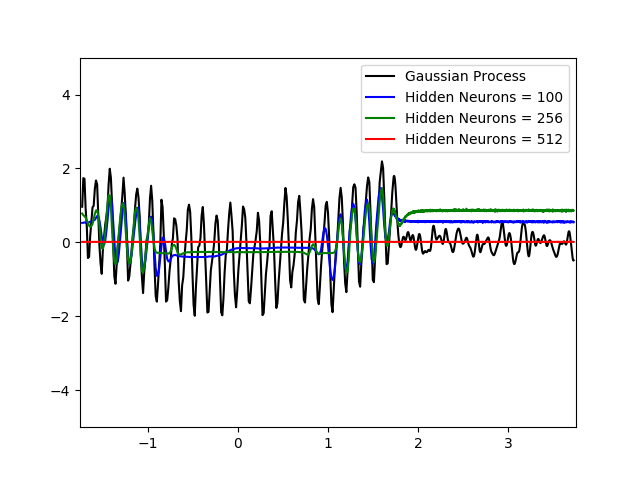 Gaussian Process
Hidden Neurons = 100
Hidden Neurons = 256
Hidden Neurons = 512
4
2
0
−2
−4
−1
0
1
2
3